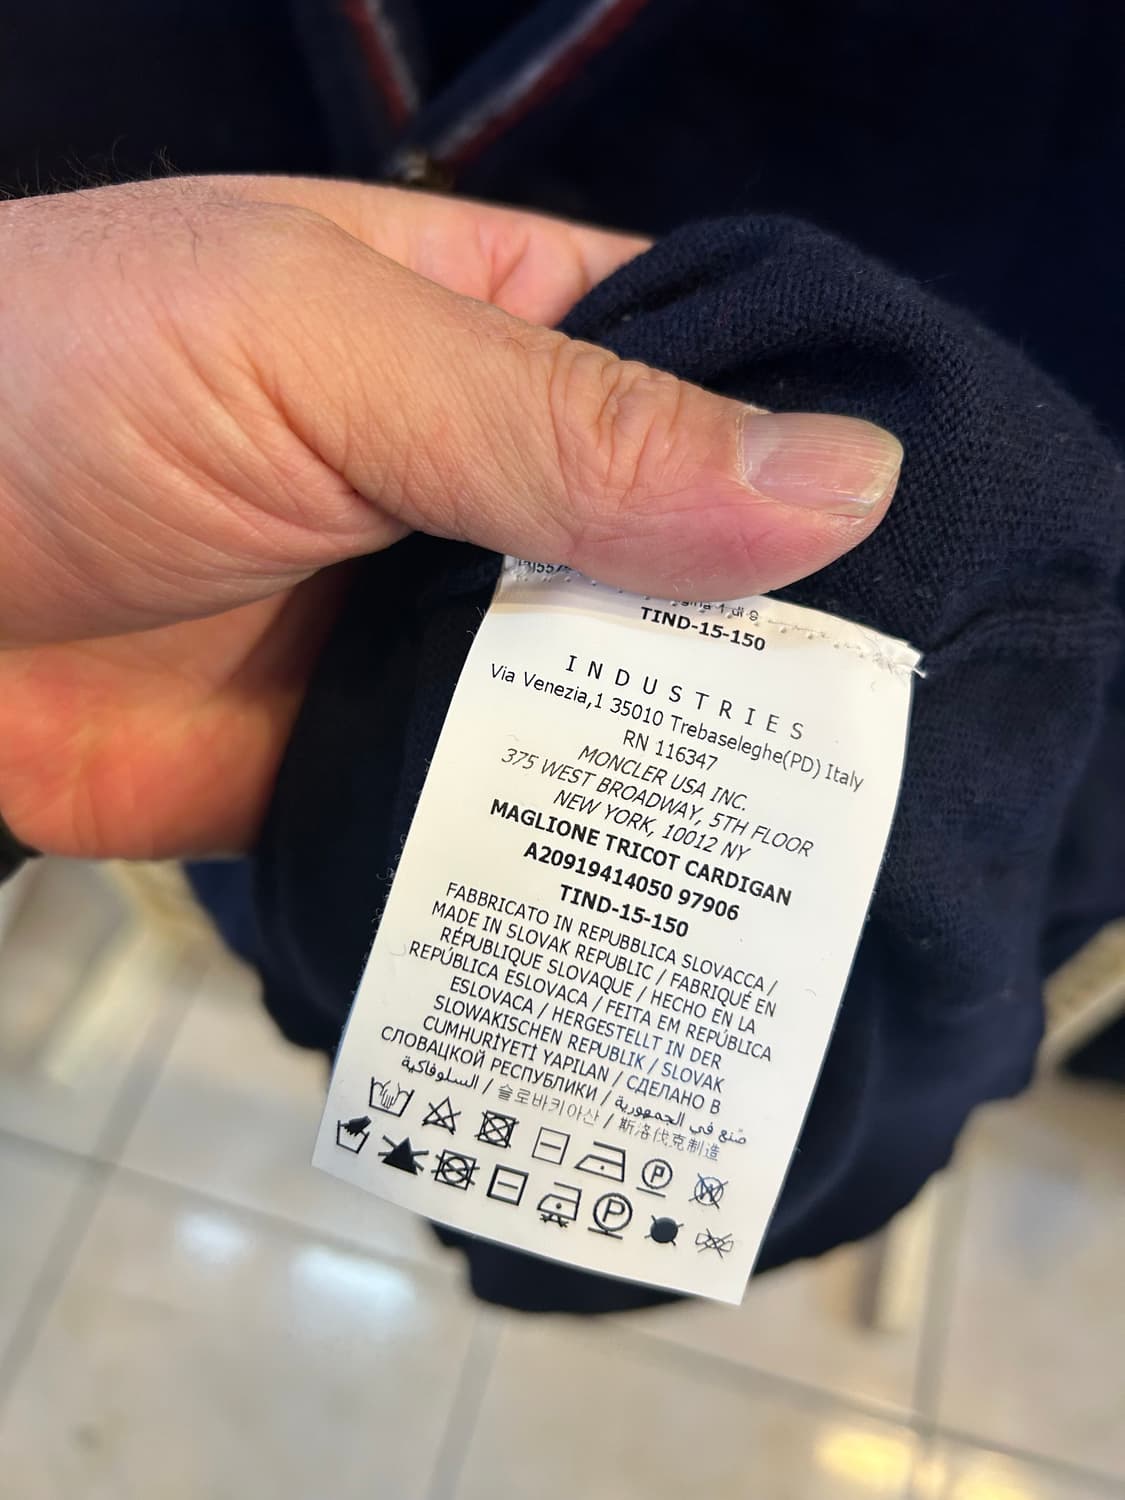 TIND-15-150
INDUSTRIES
Via Venezia,1 35010 Trebaseleghe(PD) Italy
RN 116347
MONCLER USA INC.
375 WEST BROADWAY, 5TH FLOOR
NEW YORK, 10012 NY
MAGLIONE TRICOT CARDIGAN
A20919414050 97906
TIND-15-150
FABBRICATO IN REPUBBLICA SLOVACCA /
MADE IN SLOVAK REPUBLIC / FABRIQUÉ EN
RÉPUBLIQUE SLOVAQUE / HECHO EN LA
REPÚBLICA ESLOVACA / FEITA EM REPÚBLICA
ESLOVACA / HERGESTELLT IN DER
SLOWAKISCHEN REPUBLIK / SLOVAK
CUMHURİYETİ YAPILAN / СДЕЛАНО В
СЛОВАЦКОЙ РЕСПУБЛИКИ / صنع في الجمهورية
السلوفاكية / 슬로바키아산 / 斯洛伐克制造
P W
P